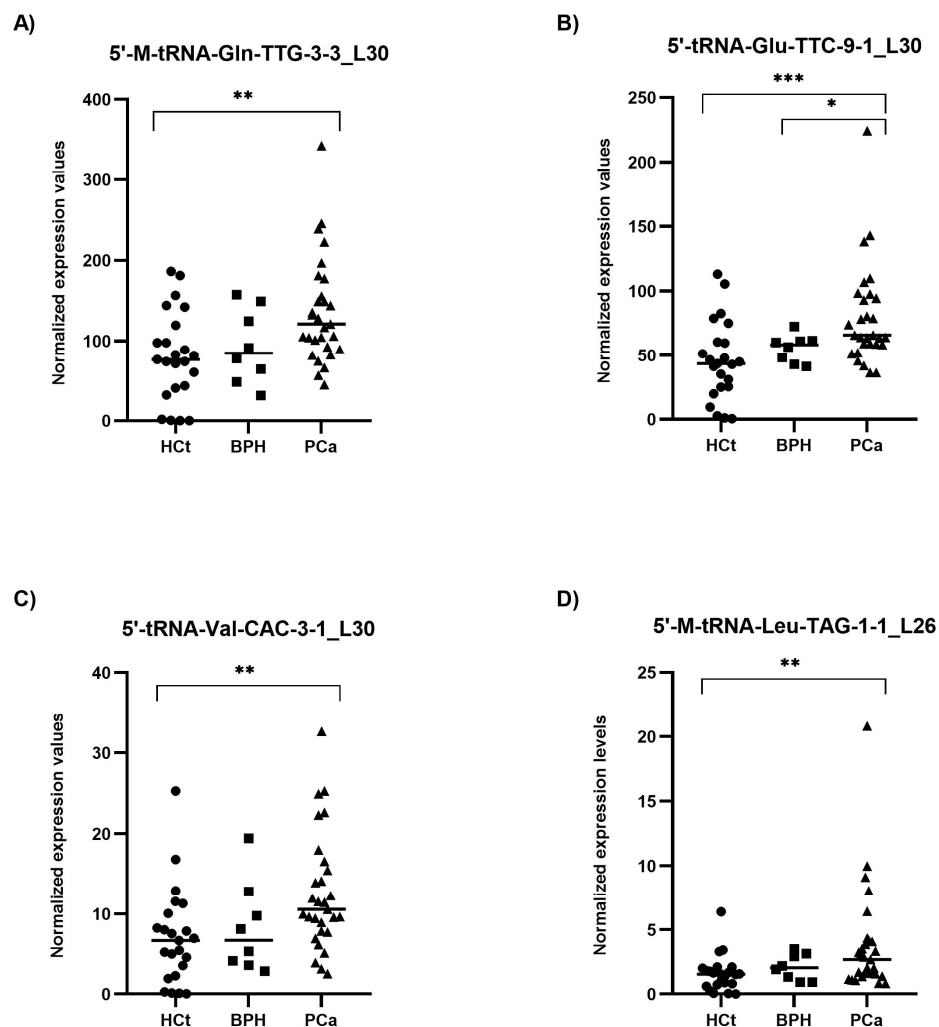 A)
5'-M-tRNA-Gln-TTG-3-3_L30
**
Normalized expression values
400
300
200
100
0
HCt BPH PCa
B)
5'-tRNA-Glu-TTC-9-1_L30
***
*
Normalized expression values
250
200
150
100
50
0
HCt BPH PCa
C)
5'-tRNA-Val-CAC-3-1_L30
**
Normalized expression values
40
30
20
10
0
HCt BPH PCa
D)
5'-M-tRNA-Leu-TAG-1-1_L26
**
Normalized expression levels
25
20
15
10
5
0
HCt BPH PCa